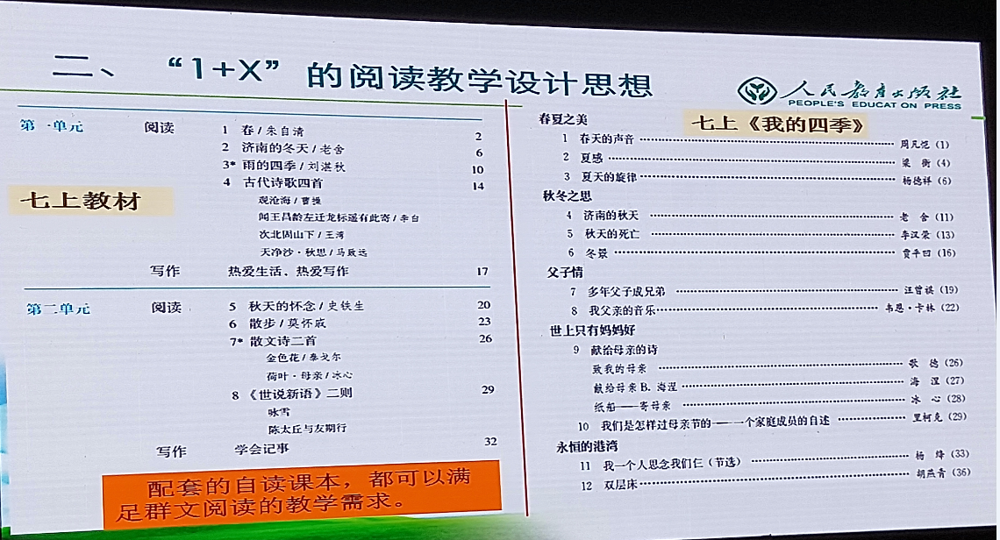 二、“1+X”的阅读教学设计思想
人民教育出版社
PEOPLE'S EDUCATION PRESS
第一单元 阅读 1 春 / 朱自清 2
2 济南的冬天 / 老舍 6
3* 雨的四季 / 刘湛秋 10
4 古代诗歌四首 14
七上教材
观沧海 / 曹操
闻王昌龄左迁龙标遥有此寄 / 李白
次北固山下 / 王湾
天净沙·秋思 / 马致远
写作 热爱生活、热爱写作 17
第二单元 阅读 5 秋天的怀念 / 史铁生 20
6 散步 / 莫怀戚 23
7* 散文诗二首 26
金色花 / 泰戈尔
荷叶·母亲 / 冰心
8 《世说新语》二则 29
咏雪
陈太丘与友期行
写作 学会记事 32
配套的自读课本，都可以满
足群文阅读的教学需求。
七上《我的四季》
春夏之美
1 春天的声音 周凡恺（1）
2 夏感 梁 衡（4）
3 夏天的旋律 杨德祥（6）
秋冬之思
4 济南的秋天 老 舍（11）
5 秋天的死亡 李汉荣（13）
6 冬景 贾平凹（16）
父子情
7 多年父子成兄弟 汪曾祺（19）
8 我父亲的音乐 韦恩·卡林（22）
世上只有妈妈好
9 献给母亲的诗
致我的母亲 歌 德（26）
献给母亲B. 海涅 海 涅（27）
纸船——寄母亲 冰 心（28）
10 我们是怎样过母亲节的——一个家庭成员的自述 里柯克（29）
永恒的港湾
11 我一个人思念我们仨（节选） 杨 绛（33）
12 双层床 胡燕青（36）